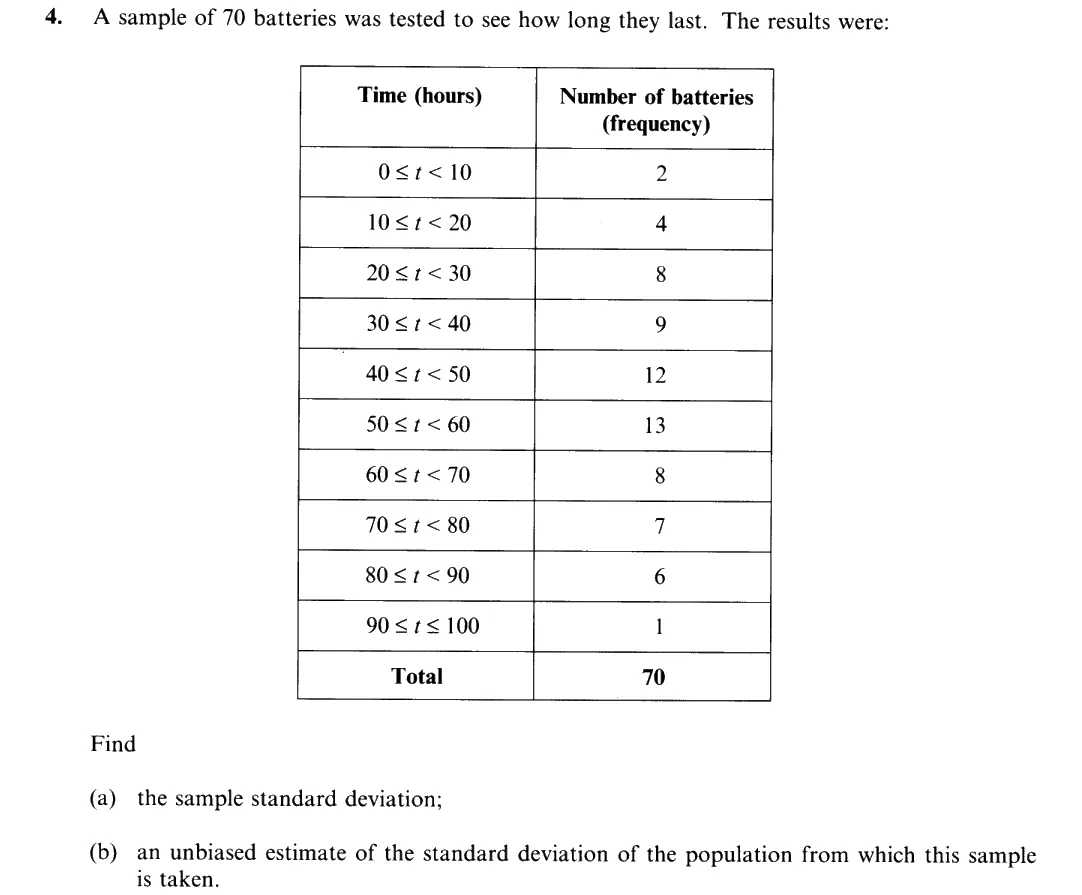 4. A sample of 70 batteries was tested to see how long they last. The results were:
Time (hours) Number of batteries
(frequency)
0 ≤ t < 10 2
10 ≤ t < 20 4
20 ≤ t < 30 8
30 ≤ t < 40 9
40 ≤ t < 50 12
50 ≤ t < 60 13
60 ≤ t < 70 8
70 ≤ t < 80 7
80 ≤ t < 90 6
90 ≤ t ≤ 100 1
Total 70
Find
(a) the sample standard deviation;
(b) an unbiased estimate of the standard deviation of the population from which this sample
is taken.